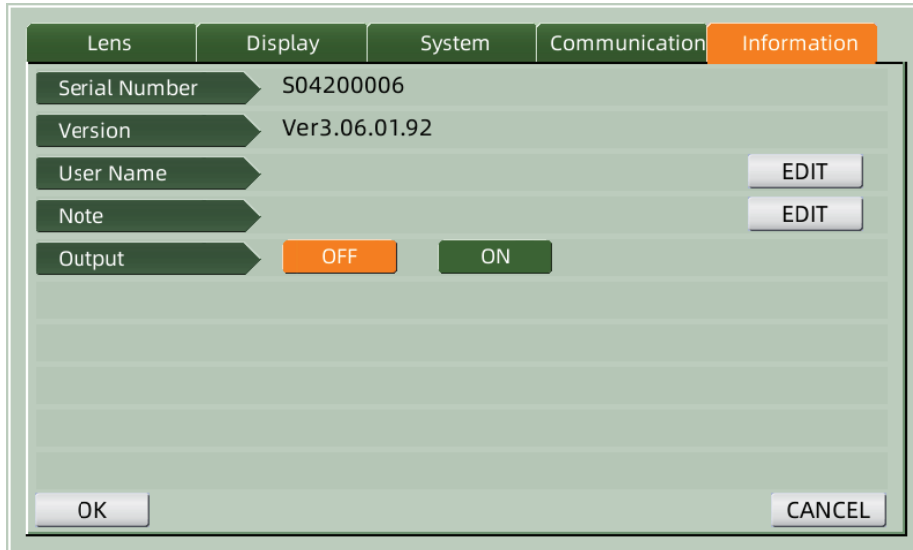 Lens Display System Communication Information
Serial Number S04200006
Version Ver3.06.01.92
User Name EDIT
Note EDIT
Output OFF ON
OK CANCEL